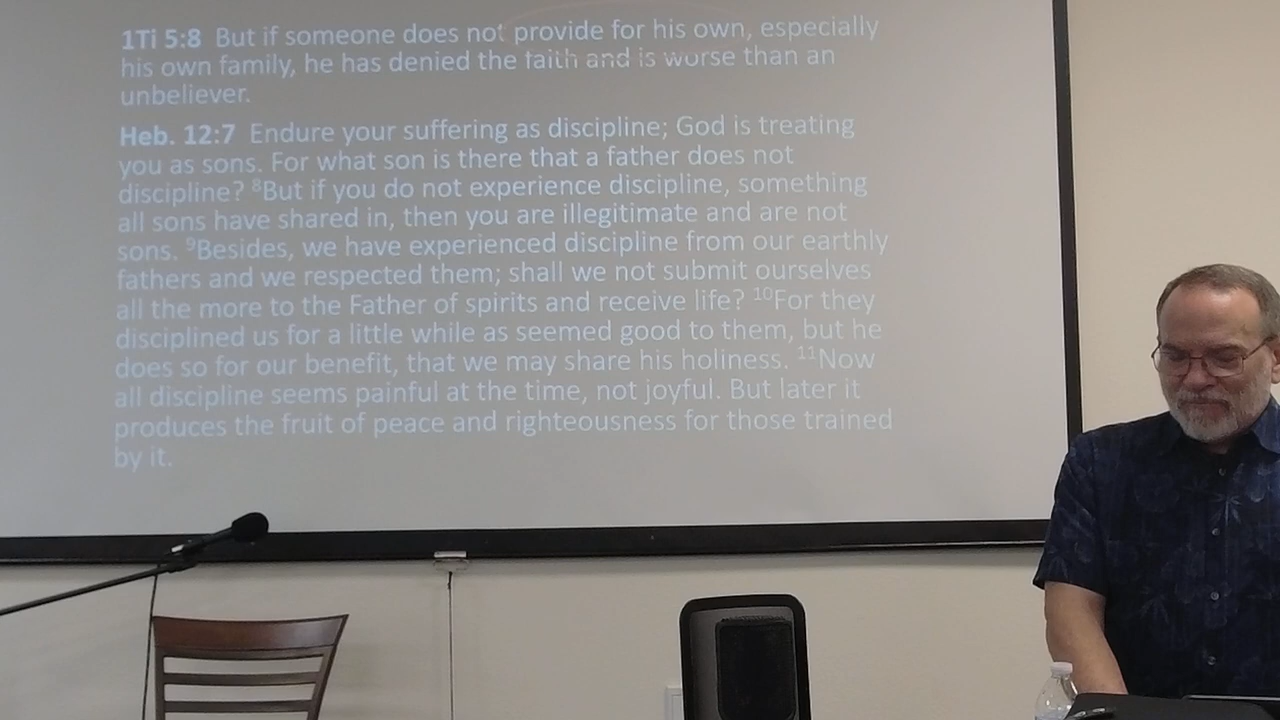 1Ti 5:8 But if someone does not provide for his own, especially
his own family, he has denied the faith and is worse than an
unbeliever.
Heb. 12:7 Endure your suffering as discipline; God is treating
you as sons. For what son is there that a father does not
discipline? ⁸But if you do not experience discipline, something
all sons have shared in, then you are illegitimate and are not
sons. ⁹Besides, we have experienced discipline from our earthly
fathers and we respected them; shall we not submit ourselves
all the more to the Father of spirits and receive life? ¹⁰For they
disciplined us for a little while as seemed good to them, but he
does so for our benefit, that we may share his holiness. ¹¹Now
all discipline seems painful at the time, not joyful. But later it
produces the fruit of peace and righteousness for those trained
by it.